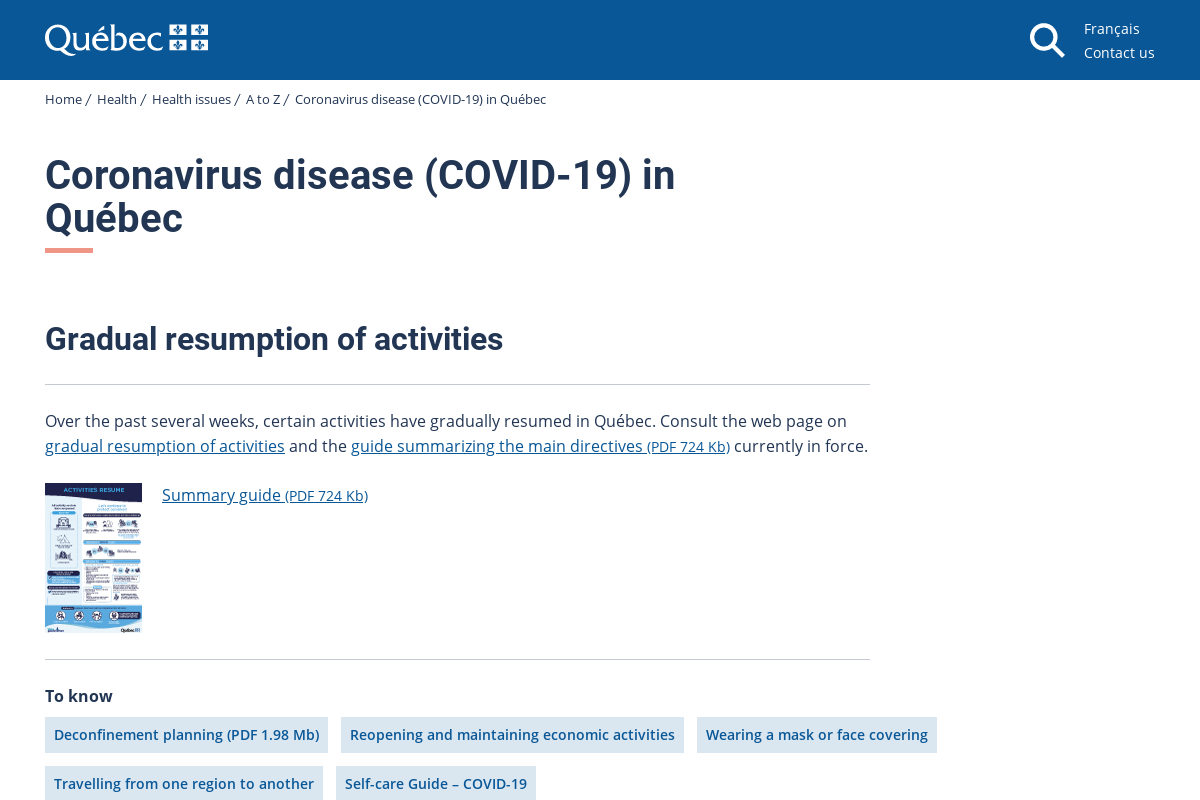 Québec
Français
Contact us
Home / Health / Health issues / A to Z / Coronavirus disease (COVID-19) in Québec
Coronavirus disease (COVID-19) in
Québec
Gradual resumption of activities
Over the past several weeks, certain activities have gradually resumed in Québec. Consult the web page on
gradual resumption of activities and the guide summarizing the main directives (PDF 724 Kb) currently in force.
ACTIVITIES RESUME
Summary guide (PDF 724 Kb)
Québec
To know
Deconfinement planning (PDF 1.98 Mb)
Reopening and maintaining economic activities
Wearing a mask or face covering
Travelling from one region to another
Self-care Guide – COVID-19